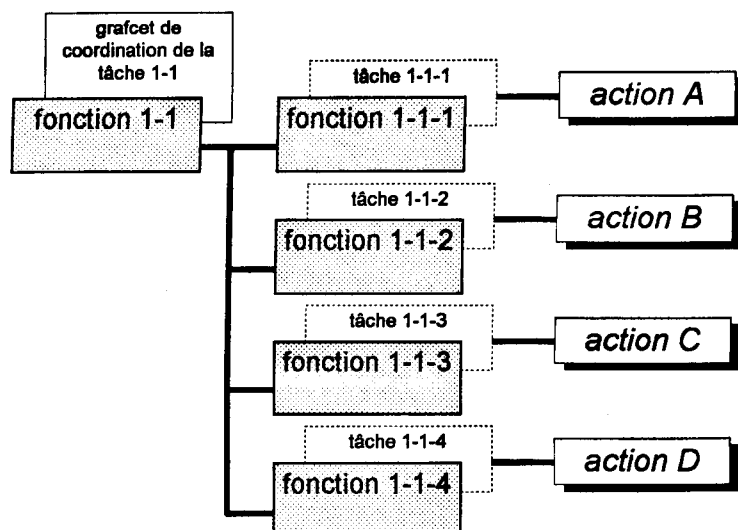 grafcet de
coordination de la
tâche 1-1
fonction 1-1
tâche 1-1-1
fonction 1-1-1
action A
tâche 1-1-2
fonction 1-1-2
action B
tâche 1-1-3
fonction 1-1-3
action C
tâche 1-1-4
fonction 1-1-4
action D